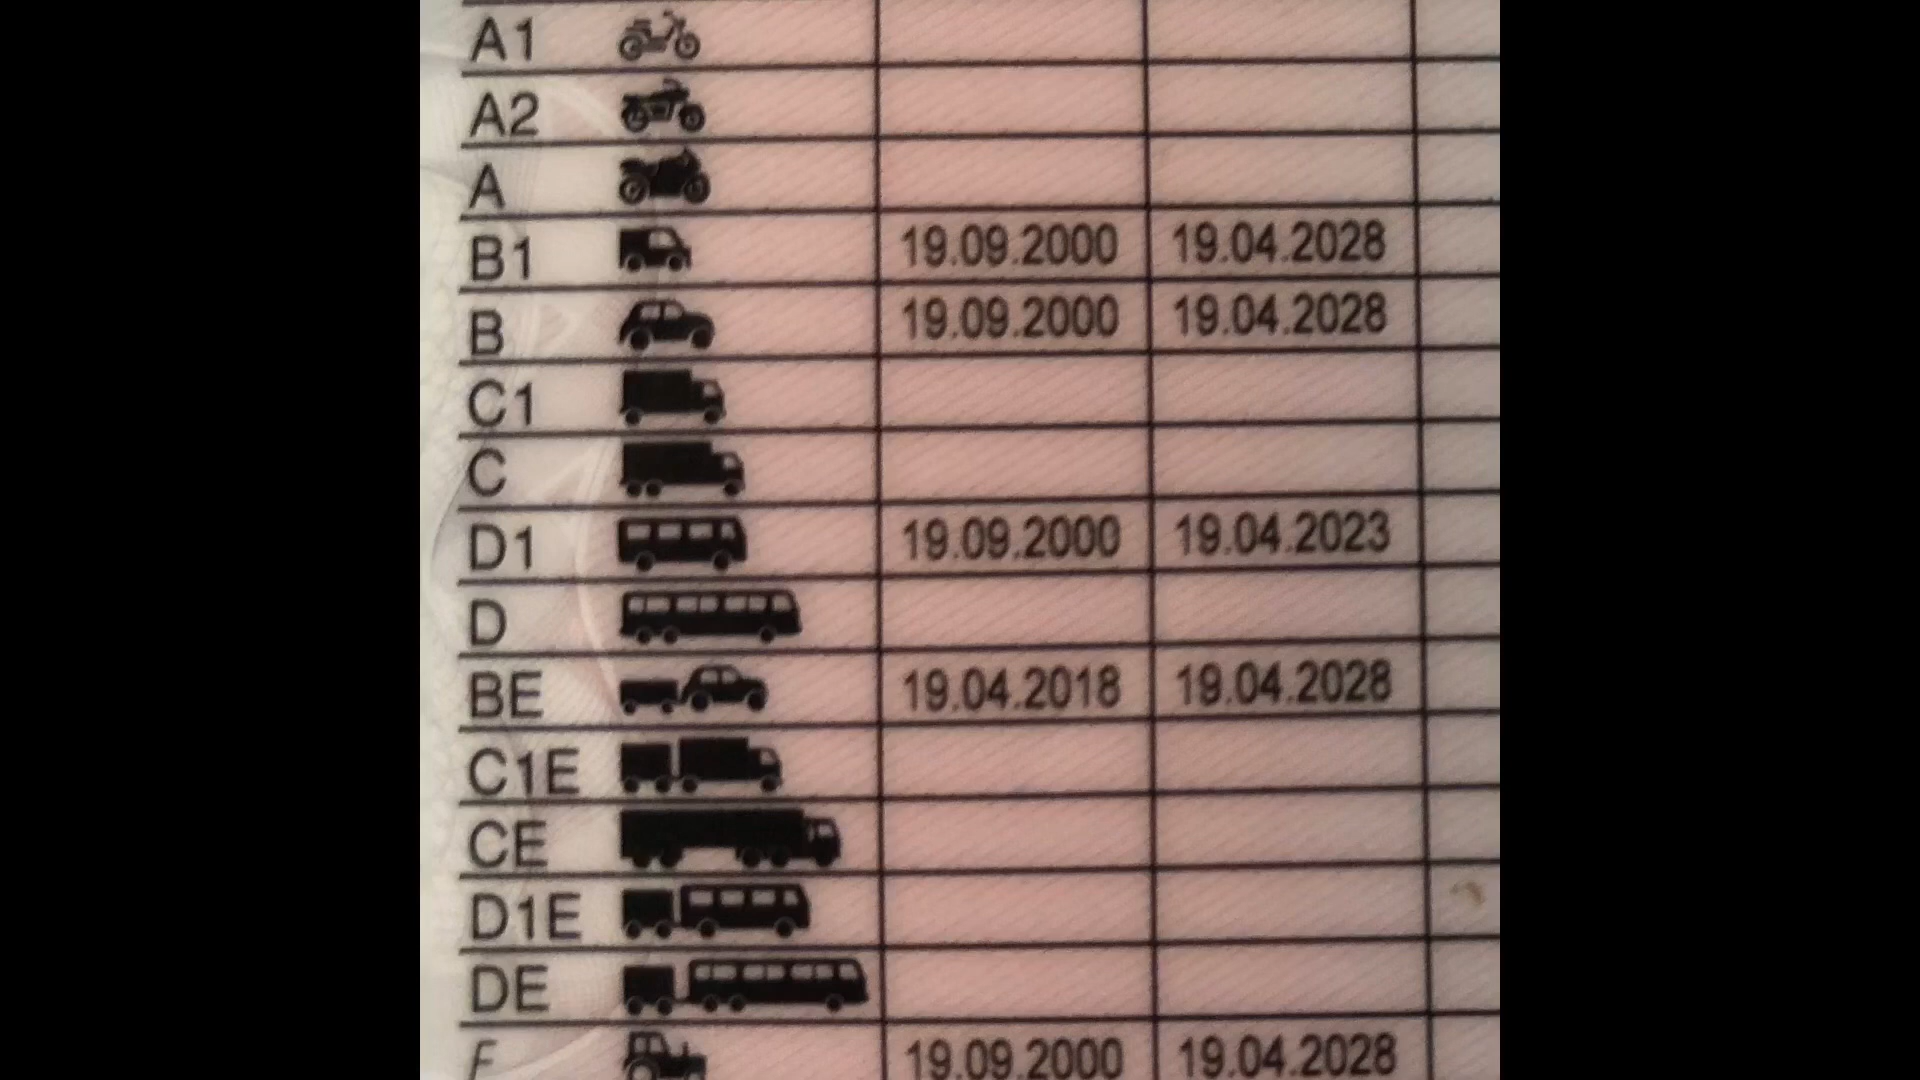 A1
A2
A
B1 19.09.2000 19.04.2028
B 19.09.2000 19.04.2028
C1
C
D1 19.09.2000 19.04.2023
D
BE 19.04.2018 19.04.2028
C1E
CE
D1E
DE
F 19.09.2000 19.04.2028